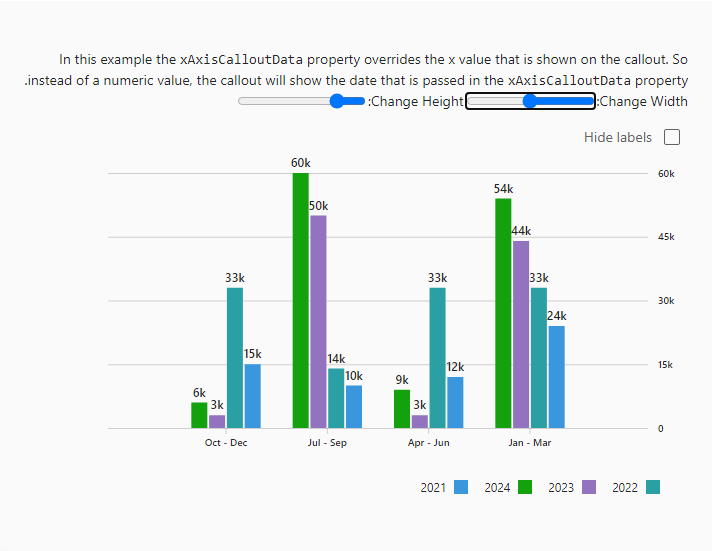 In this example the xAxisCalloutData property overrides the x value that is shown on the callout. So
.instead of a numeric value, the callout will show the date that is passed in the xAxisCalloutData property
:Change Height :Change Width
Hide labels
60k
45k
30k
15k
0
6k 3k 33k 15k
60k 50k 14k 10k
9k 3k 33k 12k
54k 44k 33k 24k
Oct - Dec Jul - Sep Apr - Jun Jan - Mar
2021 2024 2023 2022